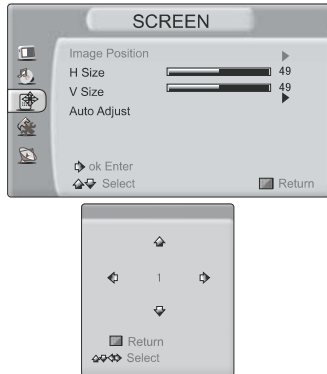 SCREEN
Image Position
H Size 49
V Size 49
Auto Adjust
ok Enter
Select Return
1
Return
Select